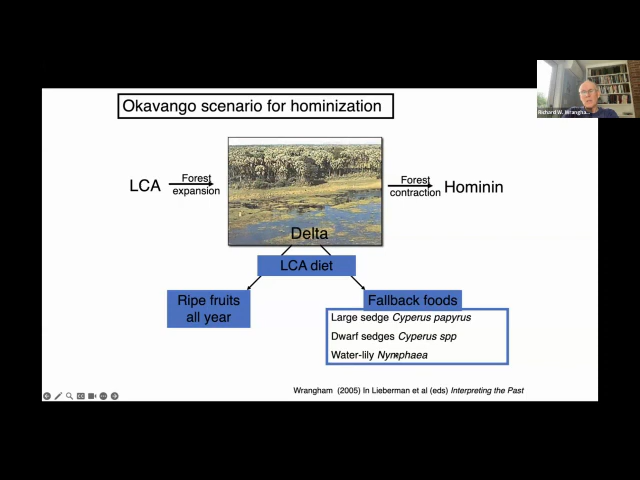 Okavango scenario for hominization
Richard W. Wrangha...
LCA
Forest
expansion
Delta
Forest
contraction
Hominin
LCA diet
Ripe fruits
all year
Fallback foods
Large sedge Cyperus papyrus
Dwarf sedges Cyperus spp
Water-lily Nymphaea
Wrangham (2005) In Lieberman et al (eds) Interpreting the Past